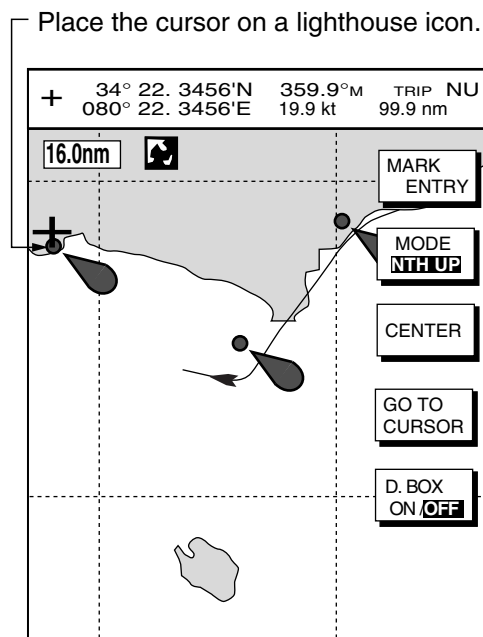 Place the cursor on a lighthouse icon.
+ 34° 22. 3456'N 359.9°M TRIP NU
080° 22. 3456'E 19.9 kt 99.9 nm
16.0nm
MARK
ENTRY
MODE
NTH UP
CENTER
GO TO
CURSOR
D. BOX
ON /OFF